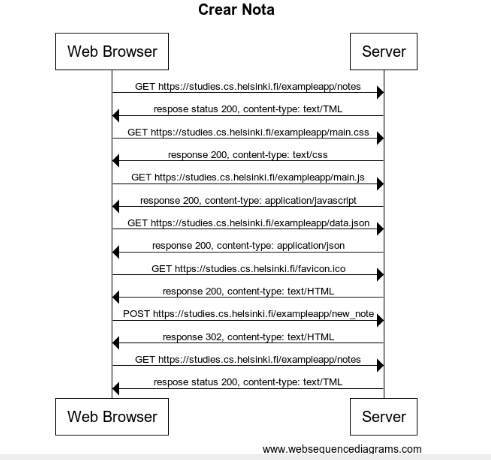 Crear Nota
Web Browser Server
GET https://studies.cs.helsinki.fi/exampleapp/notes
respose status 200, content-type: text/TML
GET https://studies.cs.helsinki.fi/exampleapp/main.css
response 200, content-type: text/css
GET https://studies.cs.helsinki.fi/exampleapp/main.js
response 200, content-type: application/javascript
GET https://studies.cs.helsinki.fi/exampleapp/data.json
response 200, content-type: application/json
GET https://studies.cs.helsinki.fi/favicon.ico
response 200, content-type: text/HTML
POST https://studies.cs.helsinki.fi/exampleapp/new_note
response 302, content-type: text/HTML
GET https://studies.cs.helsinki.fi/exampleapp/notes
respose status 200, content-type: text/TML
Web Browser Server
www.websequencediagrams.com